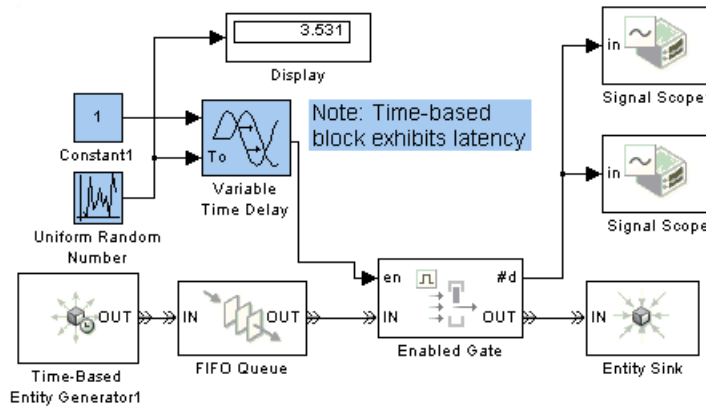 3.531
Display
in
Signal Scope1
1
Constant1
To
Variable
Time Delay
Note: Time-based
block exhibits latency
in
Signal Scope
Uniform Random
Number
en
#d
IN
OUT
Enabled Gate
OUT
Time-Based
Entity Generator1
IN
OUT
FIFO Queue
IN
Entity Sink